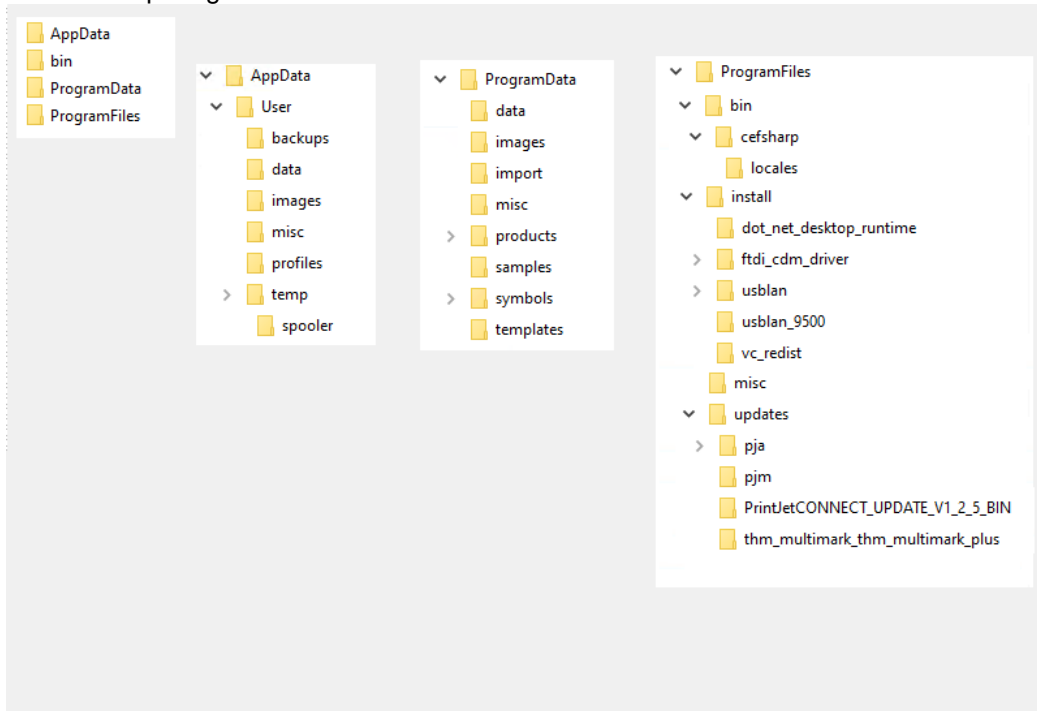 AppData
bin
ProgramData
ProgramFiles
AppData
User
backups
data
images
misc
profiles
temp
spooler
ProgramData
data
images
import
misc
products
samples
symbols
templates
ProgramFiles
bin
cefsharp
locales
install
dot_net_desktop_runtime
ftdi_cdm_driver
usblan
usblan_9500
vc_redist
misc
updates
pja
pjm
PrintJetCONNECT_UPDATE_V1_2_5_BIN
thm_multimark_thm_multimark_plus